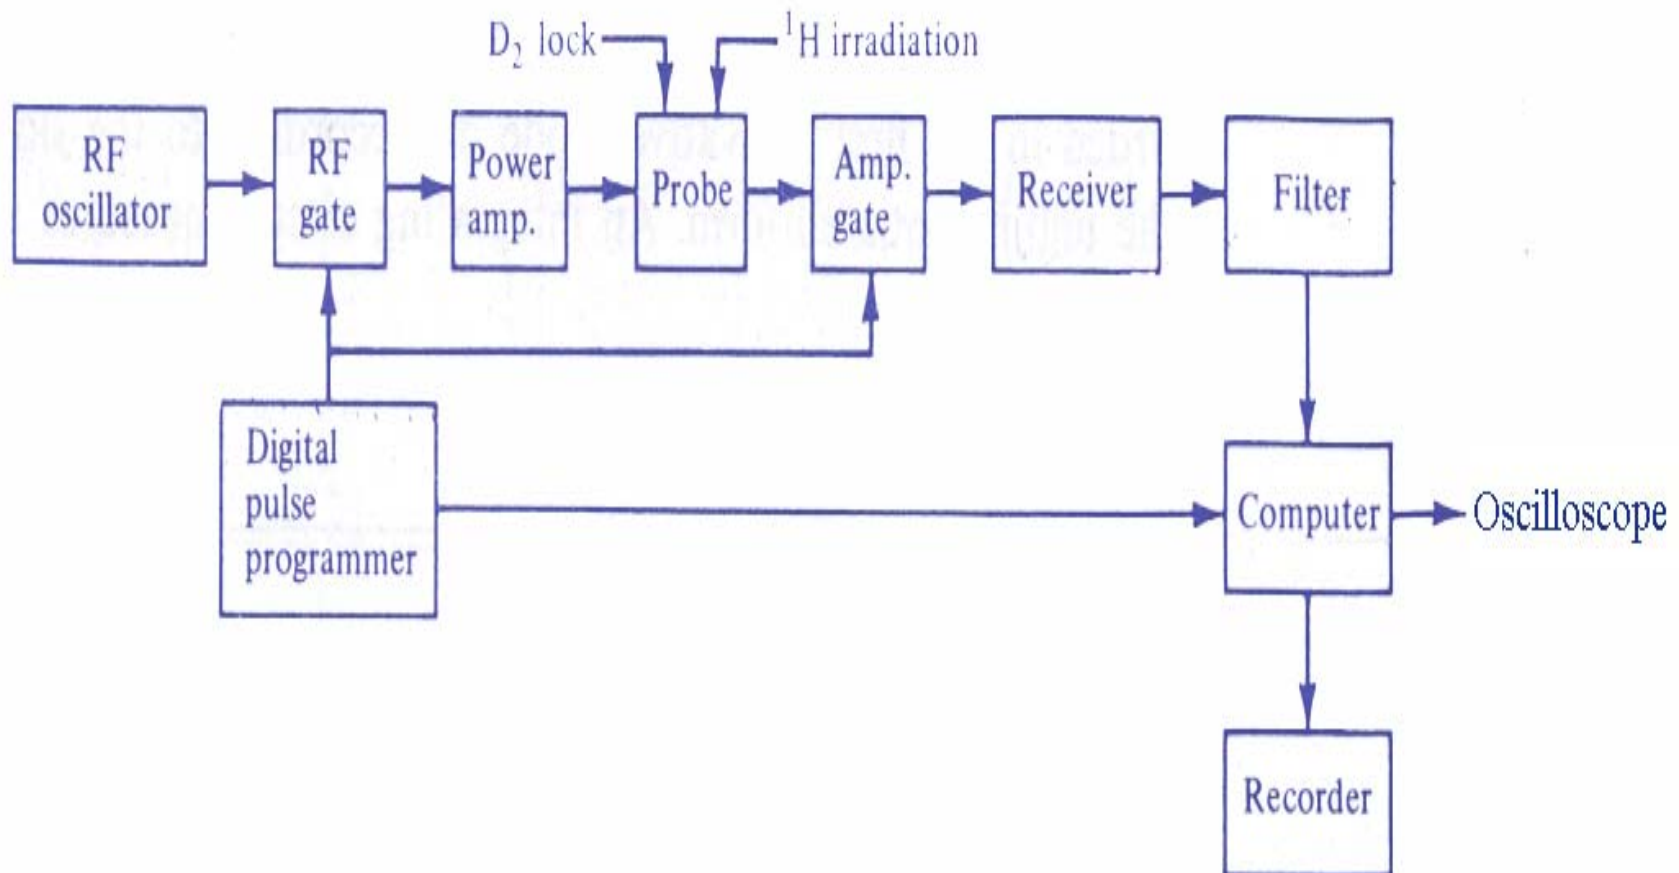 D₂ lock
¹H irradiation
RF
oscillator
RF
gate
Power
amp.
Probe
Amp.
gate
Receiver
Filter
Digital
pulse
programmer
Computer
Oscilloscope
Recorder